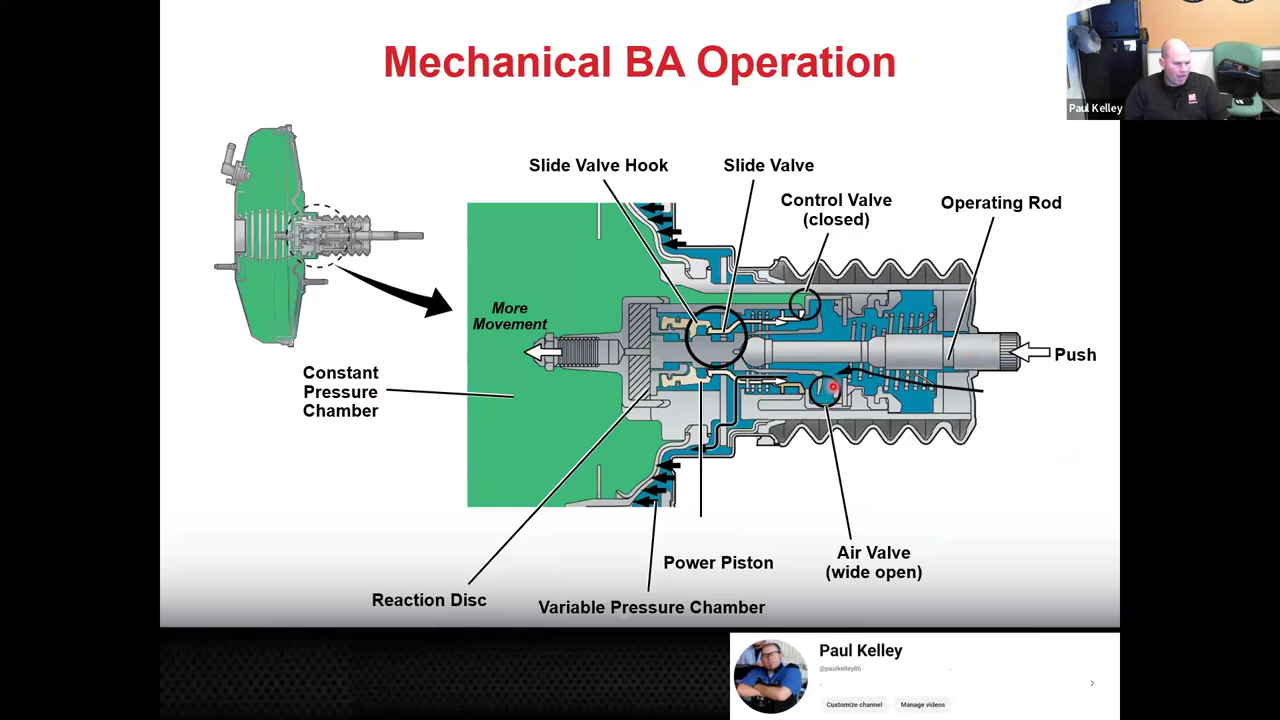 Mechanical BA Operation
Paul Kelley
Slide Valve Hook
Slide Valve
Control Valve
(closed)
Operating Rod
More
Movement
Push
Constant
Pressure
Chamber
Air Valve
(wide open)
Power Piston
Reaction Disc
Variable Pressure Chamber
Paul Kelley
@paulkelley86
Customize channel
Manage videos